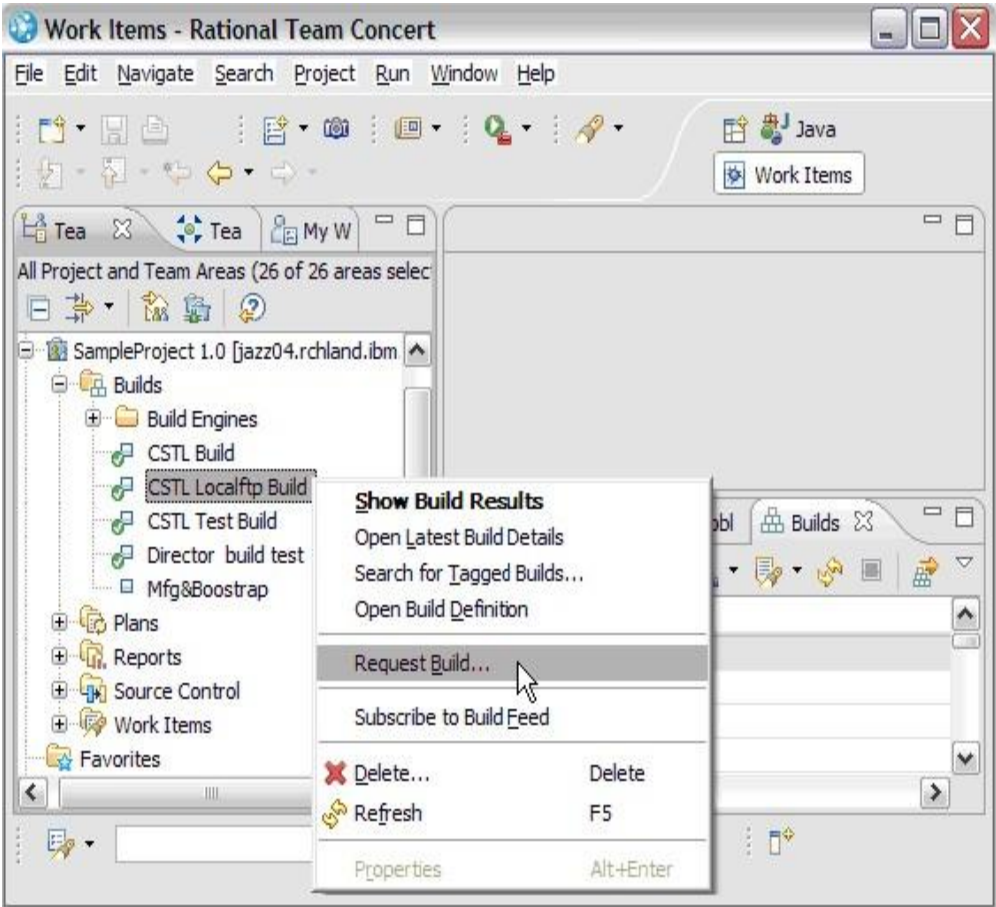 Work Items - Rational Team Concert
File Edit Navigate Search Project Run Window Help
Java
Work Items
Tea Tea My W
All Project and Team Areas (26 of 26 areas selec
SampleProject 1.0 [jazz04.rchland.ibm
Builds
Build Engines
CSTL Build
CSTL Localftp Build
CSTL Test Build
Director build test
Mfg&Boostrap
Plans
Reports
Source Control
Work Items
Favorites
Show Build Results
Open Latest Build Details
Search for Tagged Builds...
Open Build Definition
Request Build...
Subscribe to Build Feed
Delete... Delete
Refresh F5
Properties Alt+Enter
obl Builds